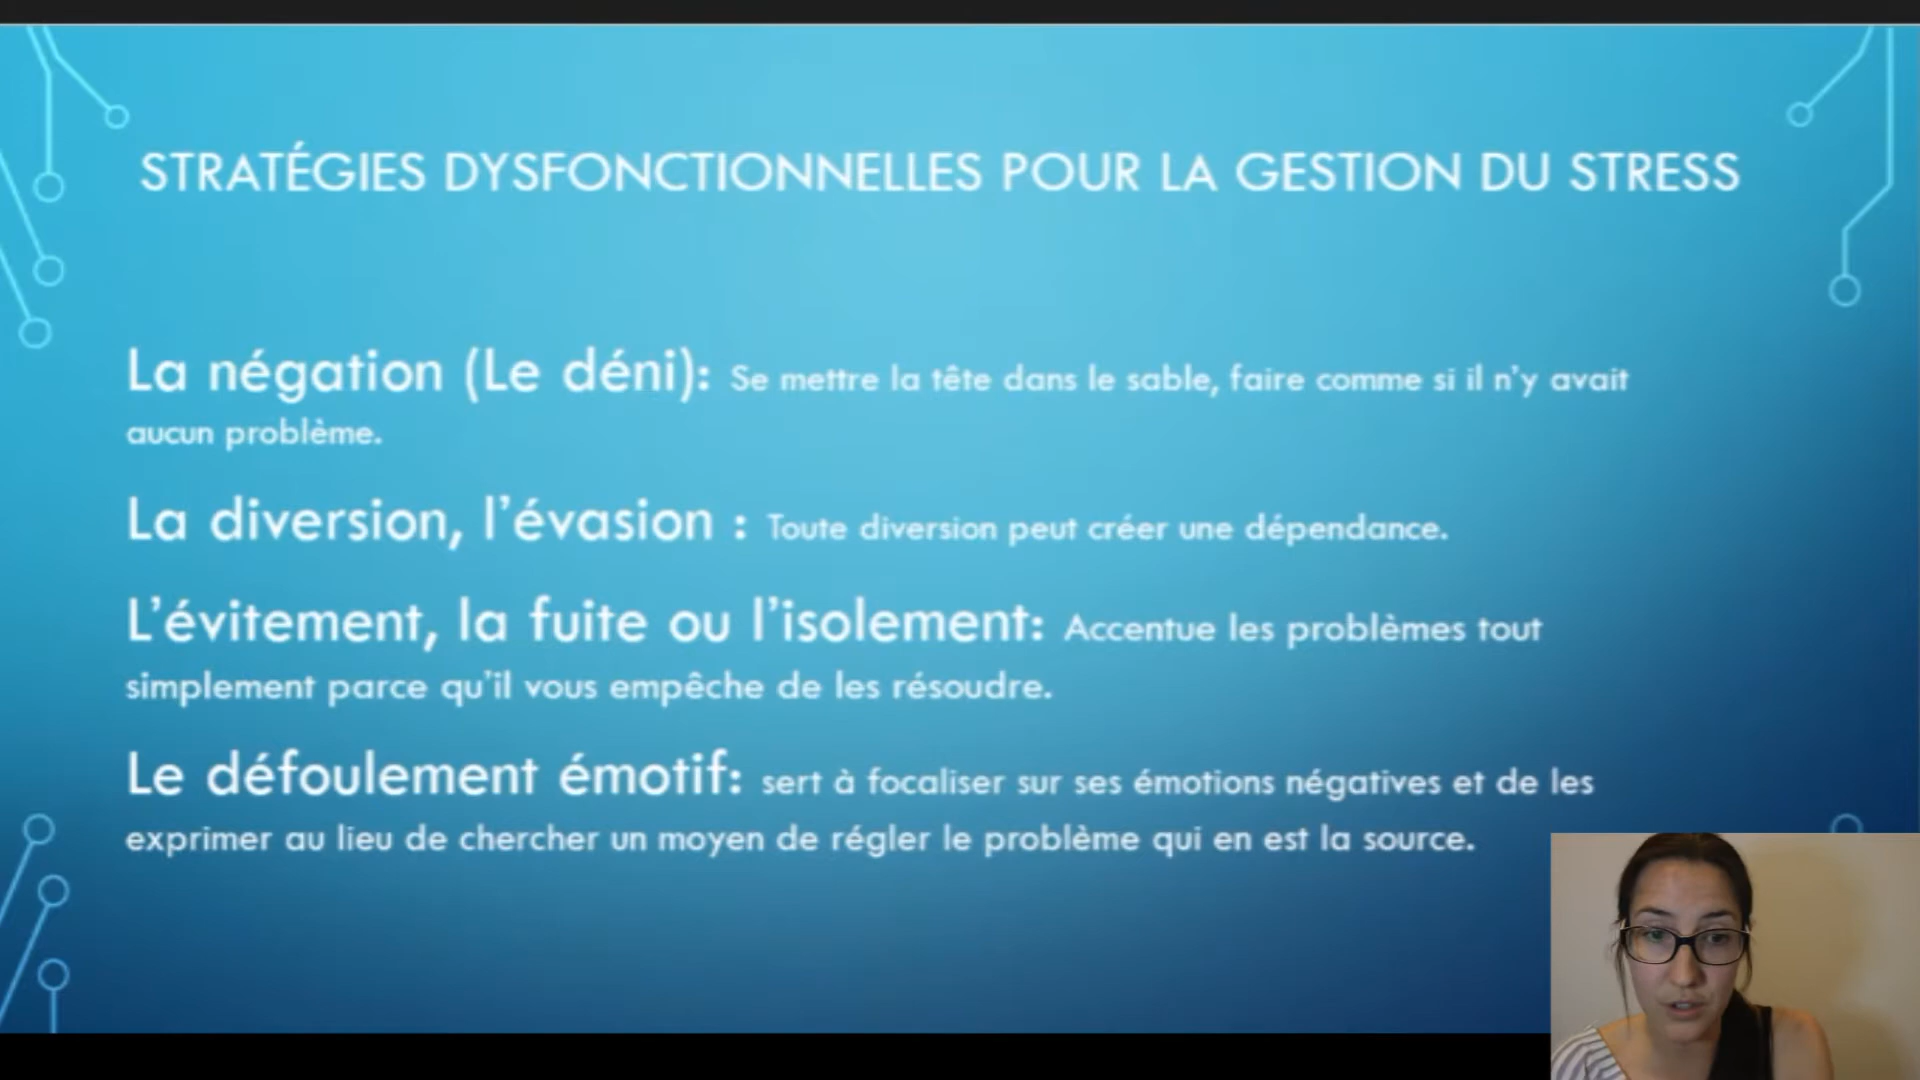 STRATÉGIES DYSFONCTIONNELLES POUR LA GESTION DU STRESS
La négation (Le déni): Se mettre la tête dans le sable, faire comme si il n'y avait
aucun problème.
La diversion, l'évasion : Toute diversion peut créer une dépendance.
L'évitement, la fuite ou l'isolement: Accentue les problèmes tout
simplement parce qu'il vous empêche de les résoudre.
Le défoulement émotif: sert à focaliser sur ses émotions négatives et de les
exprimer au lieu de chercher un moyen de régler le problème qui en est la source.